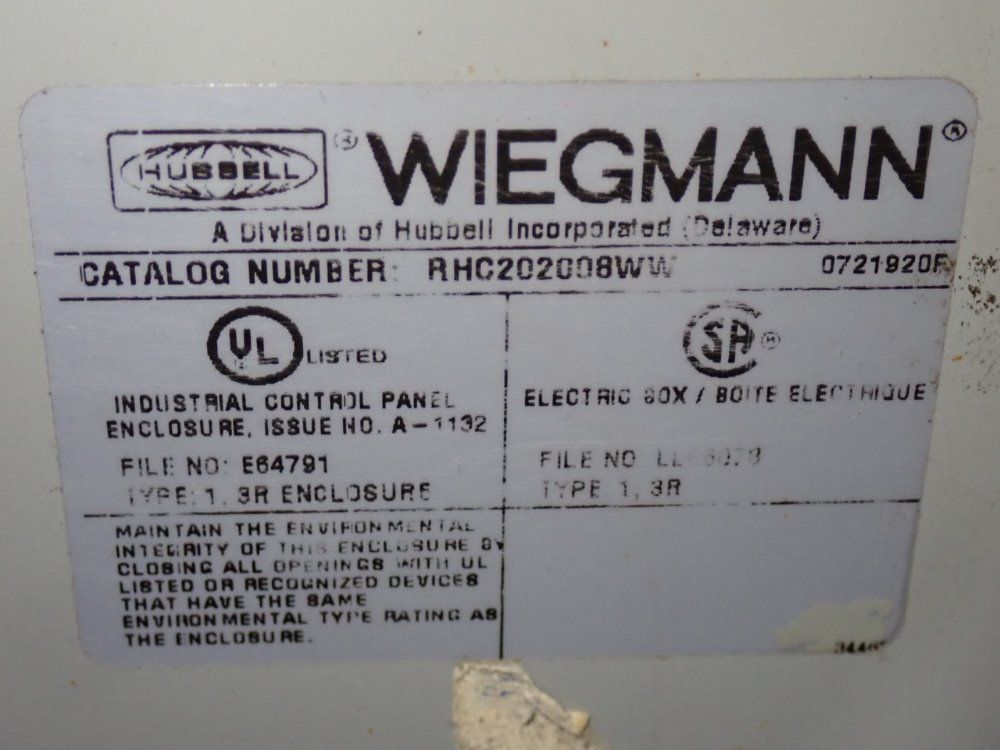 HUBBELL ® WIEGMANN ®
A Division of Hubbell Incorporated (Delaware)
CATALOG NUMBER: RHC202008WW 0721920F
UL LISTED
INDUSTRIAL CONTROL PANEL
ENCLOSURE, ISSUE NO. A-1132
FILE NO: E64791
TYPE: 1, 3R ENCLOSURE
SA ®
ELECTRIC BOX / BOITE ELECTRIQUE
FILE NO
TYPE 1, 3R
MAINTAIN THE ENVIRONMENTAL
INTEGRITY OF THIS ENCLOSURE BY
CLOSING ALL OPENINGS WITH UL
LISTED OR RECOGNIZED DEVICES
THAT HAVE THE SAME
ENVIRONMENTAL TYPE RATING AS
THE ENCLOSURE.